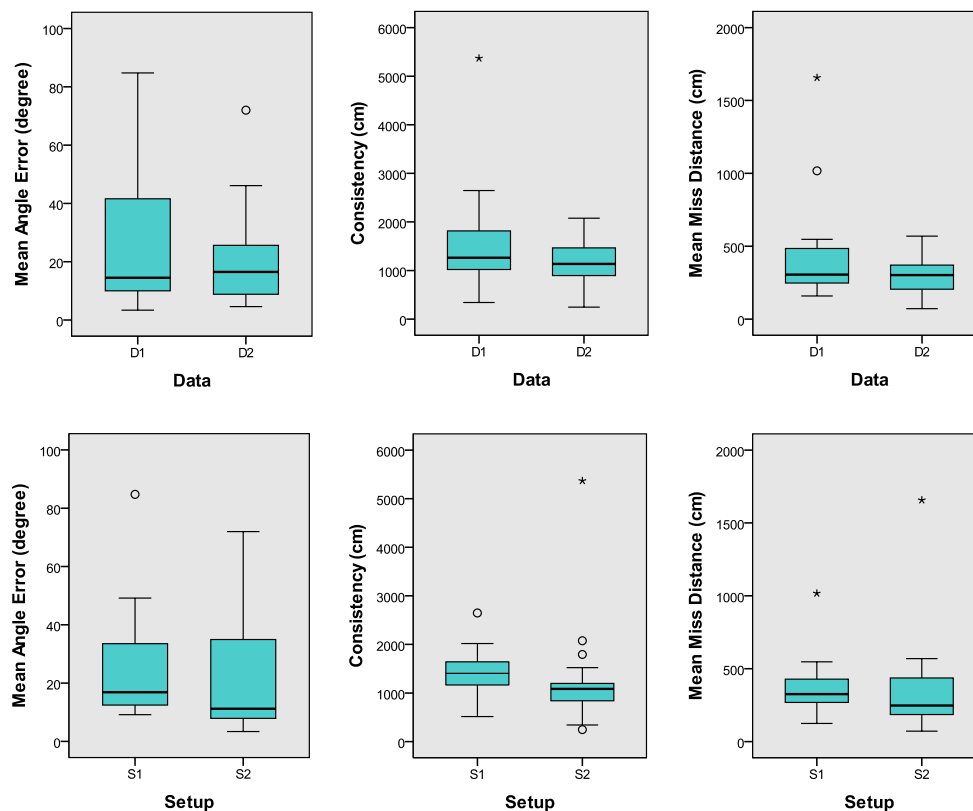 Mean Angle Error (degree)
100
80
60
40
20
0
D1 D2
Data
Consistency (cm)
6000
5000
4000
3000
2000
1000
0
D1 D2
Data
Mean Miss Distance (cm)
2000
1500
1000
500
0
D1 D2
Data
Mean Angle Error (degree)
100
80
60
40
20
0
S1 S2
Setup
Consistency (cm)
6000
5000
4000
3000
2000
1000
0
S1 S2
Setup
Mean Miss Distance (cm)
2000
1500
1000
500
0
S1 S2
Setup